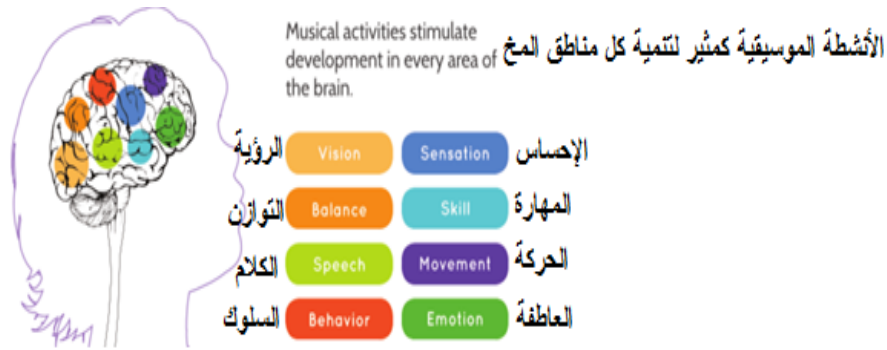 Musical activities stimulate
development in every area of
the brain.
الأنشطة الموسيقية كمثير لتنمية كل مناطق المخ
الرؤية Vision Sensation الإحساس
التوازن Balance Skill المهارة
الكلام Speech Movement الحركة
السلوك Behavior Emotion العاطفة